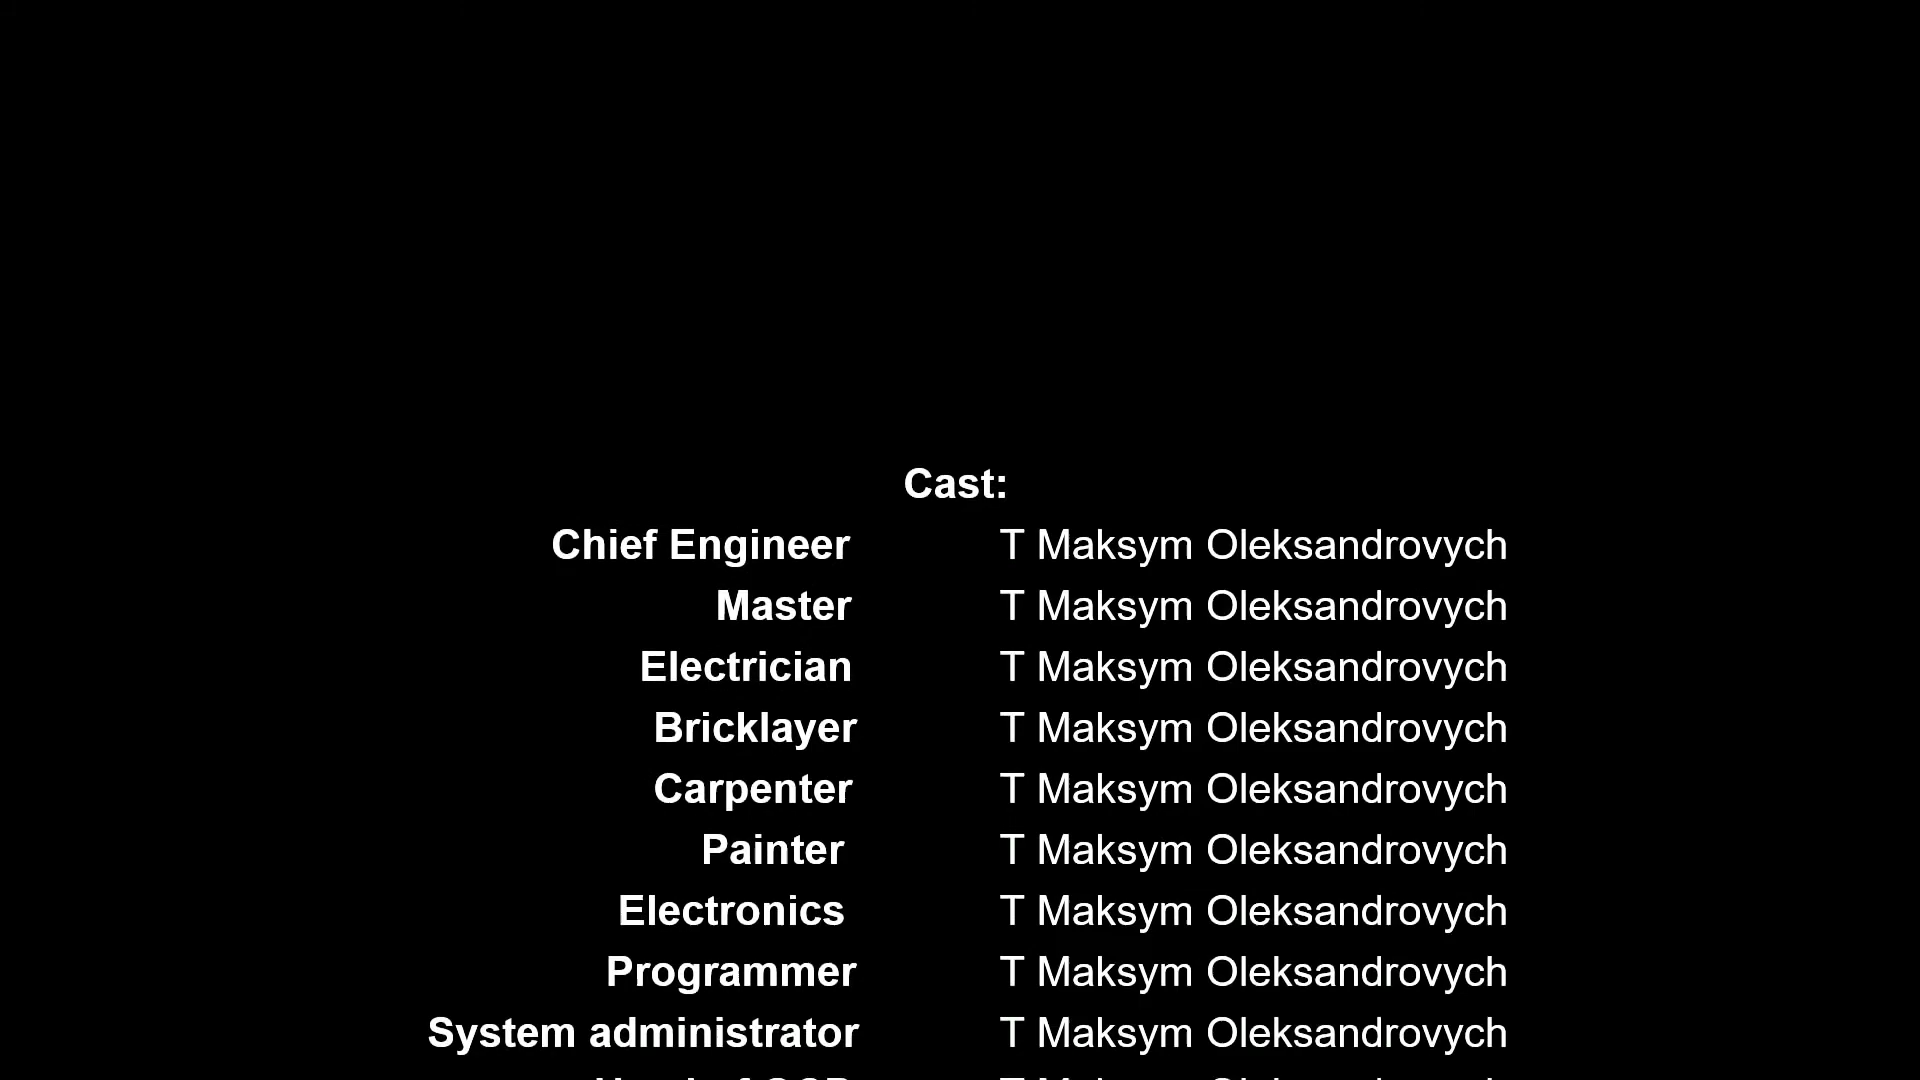 Cast:
Chief Engineer T Maksym Oleksandrovych
Master T Maksym Oleksandrovych
Electrician T Maksym Oleksandrovych
Bricklayer T Maksym Oleksandrovych
Carpenter T Maksym Oleksandrovych
Painter T Maksym Oleksandrovych
Electronics T Maksym Oleksandrovych
Programmer T Maksym Oleksandrovych
System administrator T Maksym Oleksandrovych